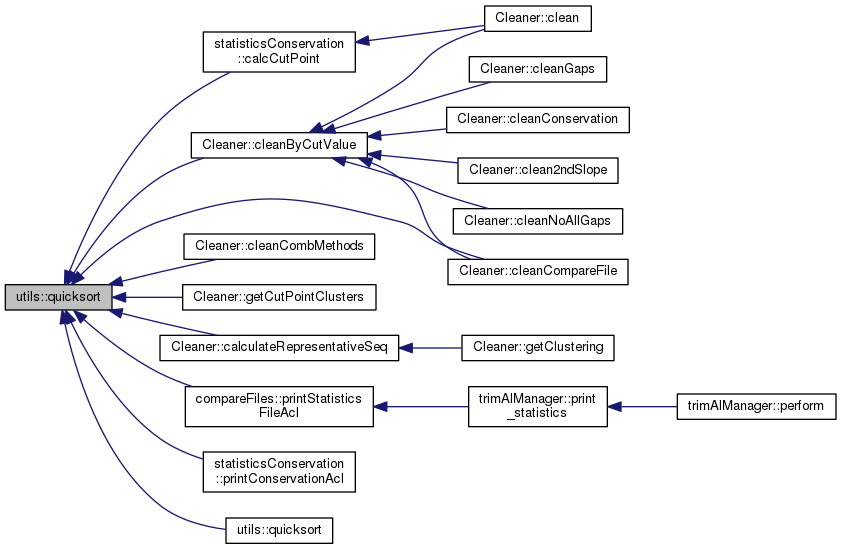 Cleaner::clean
statisticsConservation
::calcCutPoint
Cleaner::cleanGaps
Cleaner::cleanConservation
Cleaner::cleanByCutValue
Cleaner::clean2ndSlope
Cleaner::cleanNoAllGaps
Cleaner::cleanCombMethods
Cleaner::cleanCompareFile
utils::quicksort
Cleaner::getCutPointClusters
Cleaner::calculateRepresentativeSeq
Cleaner::getClustering
compareFiles::printStatistics
FileAcl
trimAlManager::print
_statistics
trimAlManager::perform
statisticsConservation
::printConservationAcl
utils::quicksort